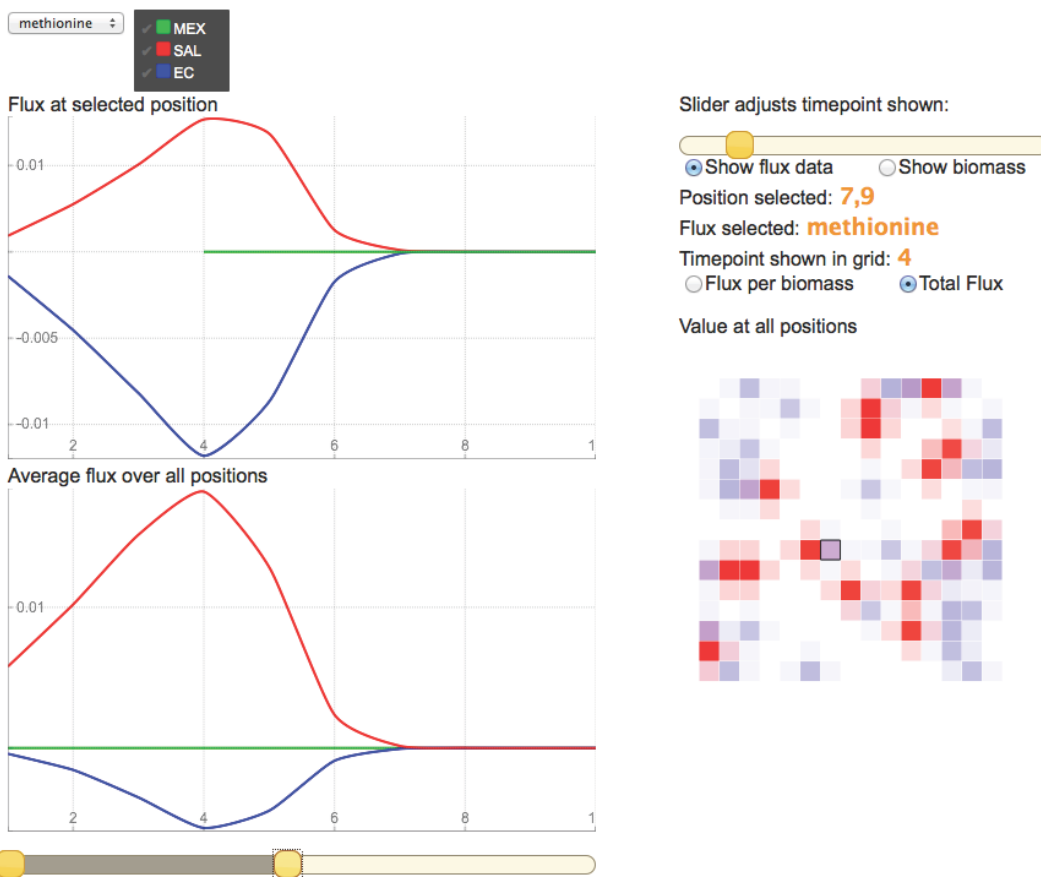 methionine
MEX
SAL
EC
Flux at selected position
0.01
-0.005
-0.01
2 4 6 8 1
Average flux over all positions
0.01
2 4 6 8 1
Slider adjusts timepoint shown:
Show flux data Show biomass
Position selected: 7,9
Flux selected: methionine
Timepoint shown in grid: 4
Flux per biomass Total Flux
Value at all positions